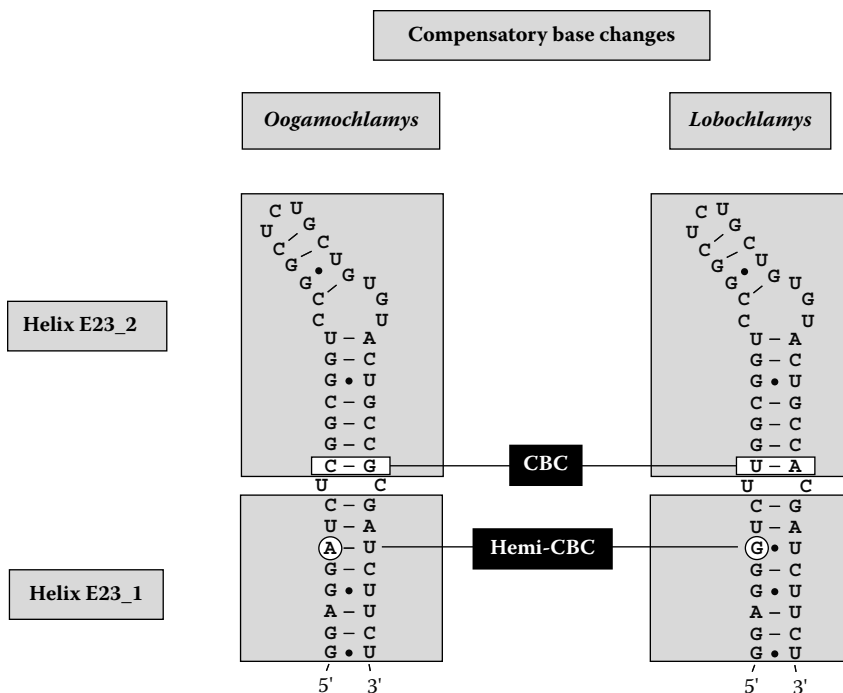 Compensatory base changes
Oogamochlamys
Lobochlamys
Helix E23_2
Helix E23_1
CBC
Hemi-CBC
C U
U G
C C
G U
G G U
C G
C U
U – A
G – C
G • U
C – G
G – C
G – C
C – G
U C
C – G
U – A
A – U
G – C
G • U
A – U
G – C
G • U
5' 3'
C U
U G
C C
G U
G G U
C G
C U
U – A
G – C
G • U
C – G
G – C
G – C
U – A
U C
C – G
U – A
G • U
G – C
G • U
A – U
G – C
G • U
5' 3'